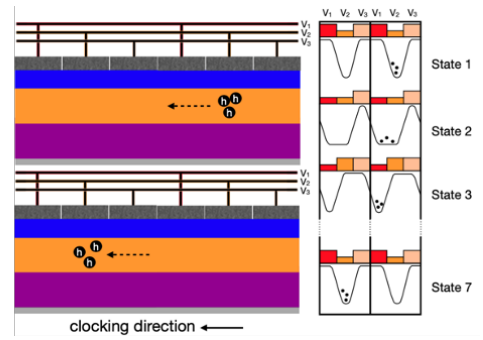 V₁
V₂
V₃
h h
h
V₁
V₂
V₃
h
h
h
clocking direction
V₁ V₂ V₃ V₁ V₂ V₃
State 1
State 2
State 3
State 7